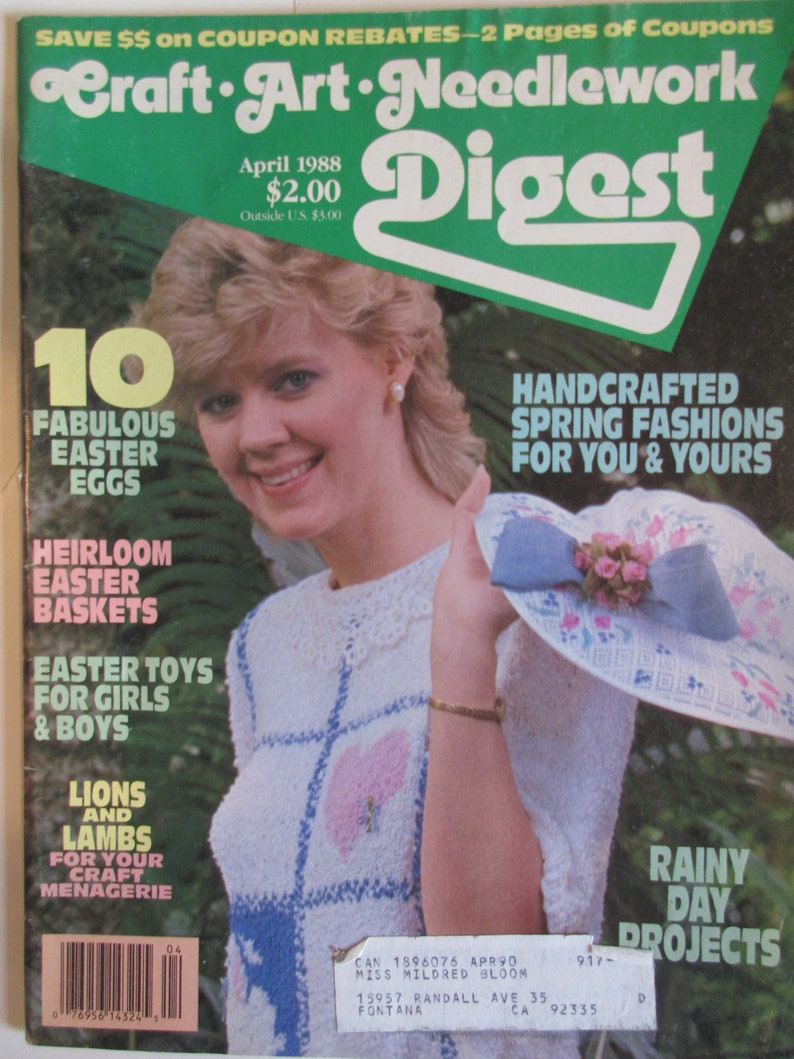 SAVE $$ on COUPON REBATES—2 Pages of Coupons
Craft • Art • Needlework
Digest
April 1988
$2.00
Outside U.S. $3.00
10
FABULOUS
EASTER
EGGS
HANDCRAFTED
SPRING FASHIONS
FOR YOU & YOURS
HEIRLOOM
EASTER
BASKETS
EASTER TOYS
FOR GIRLS
& BOYS
LIONS
AND
LAMBS
FOR YOUR
CRAFT
MENAGERIE
RAINY
DAY
PROJECTS
CAN 1896076 APR90 917-
MISS MILDRED BLOOM
15957 RANDALL AVE 35 D
FONTANA CA 92335
04
0 76956 14324 5